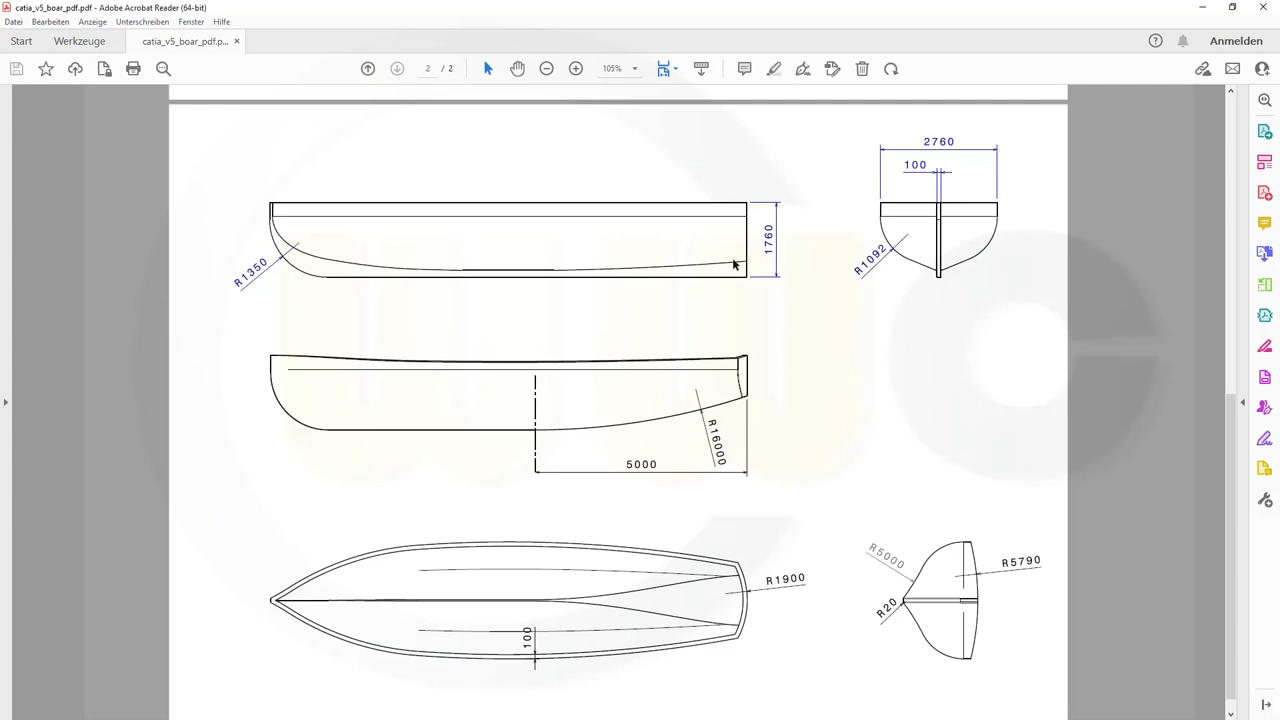 catia_v5_boar_pdf.pdf - Adobe Acrobat Reader (64-bit)
Datei Bearbeiten Anzeige Unterschreiben Fenster Hilfe
Start Werkzeuge catia_v5_boar_pdf.p... ×
Anmelden
2 / 2 105%
2760
100
1760
R1350
R1092
R16000
5000
R5000
R5790
R1900
R20
100